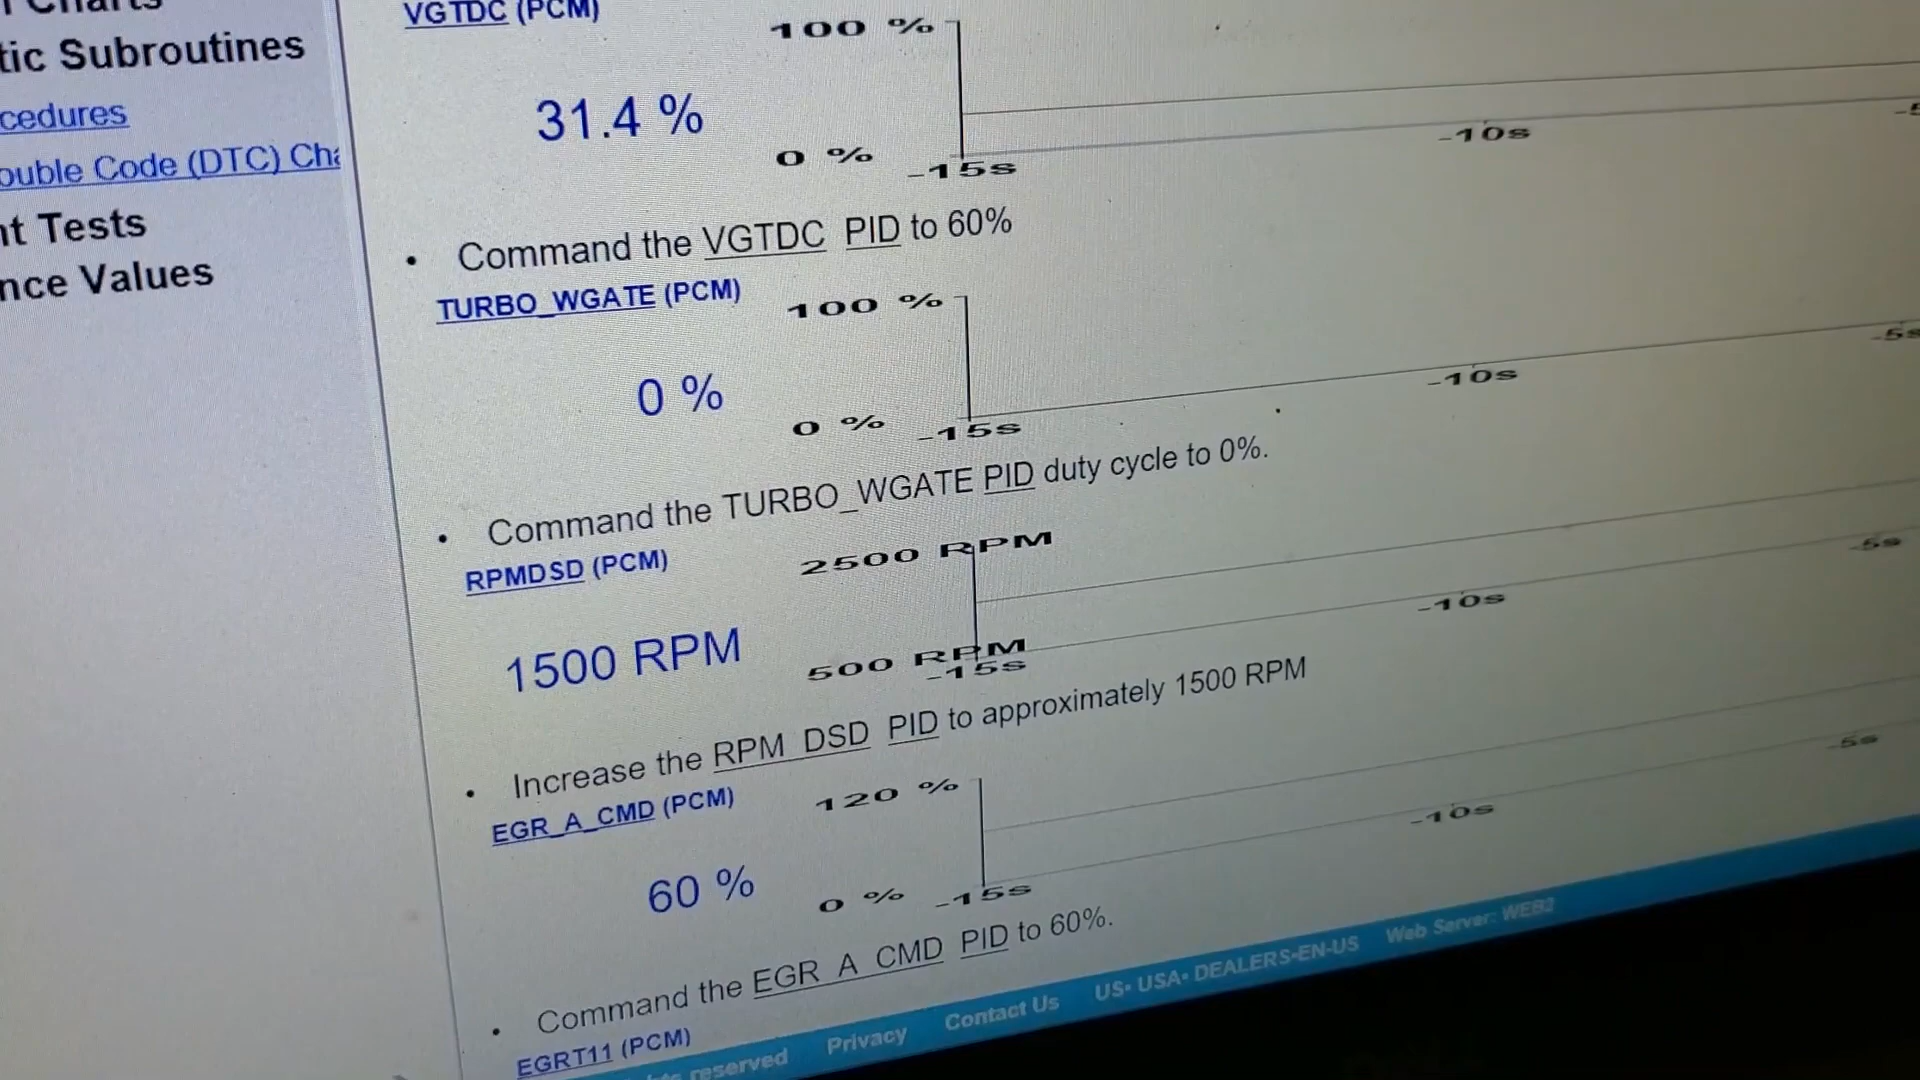 tic Subroutines
cedures
ouble Code (DTC) Cha
nt Tests
nce Values
VGTDC (PCM)
100 %
31.4 %
0 %
-15s
-10s
Command the VGTDC PID to 60%
TURBO_WGATE (PCM)
100 %
0 %
0 %
-15s
-10s
-5s
• Command the TURBO_WGATE PID duty cycle to 0%.
RPMDSD (PCM)
2500 RPM
1500 RPM
500 RPM
-15s
-10s
-5s
• Increase the RPM_DSD PID to approximately 1500 RPM
EGR_A_CMD (PCM)
120 %
60 %
0 %
-15s
-10s
-5s
• Command the EGR_A_CMD PID to 60%.
EGRT11 (PCM)
reserved Privacy Contact Us US- USA- DEALERS-EN-US Web Server: WEB2